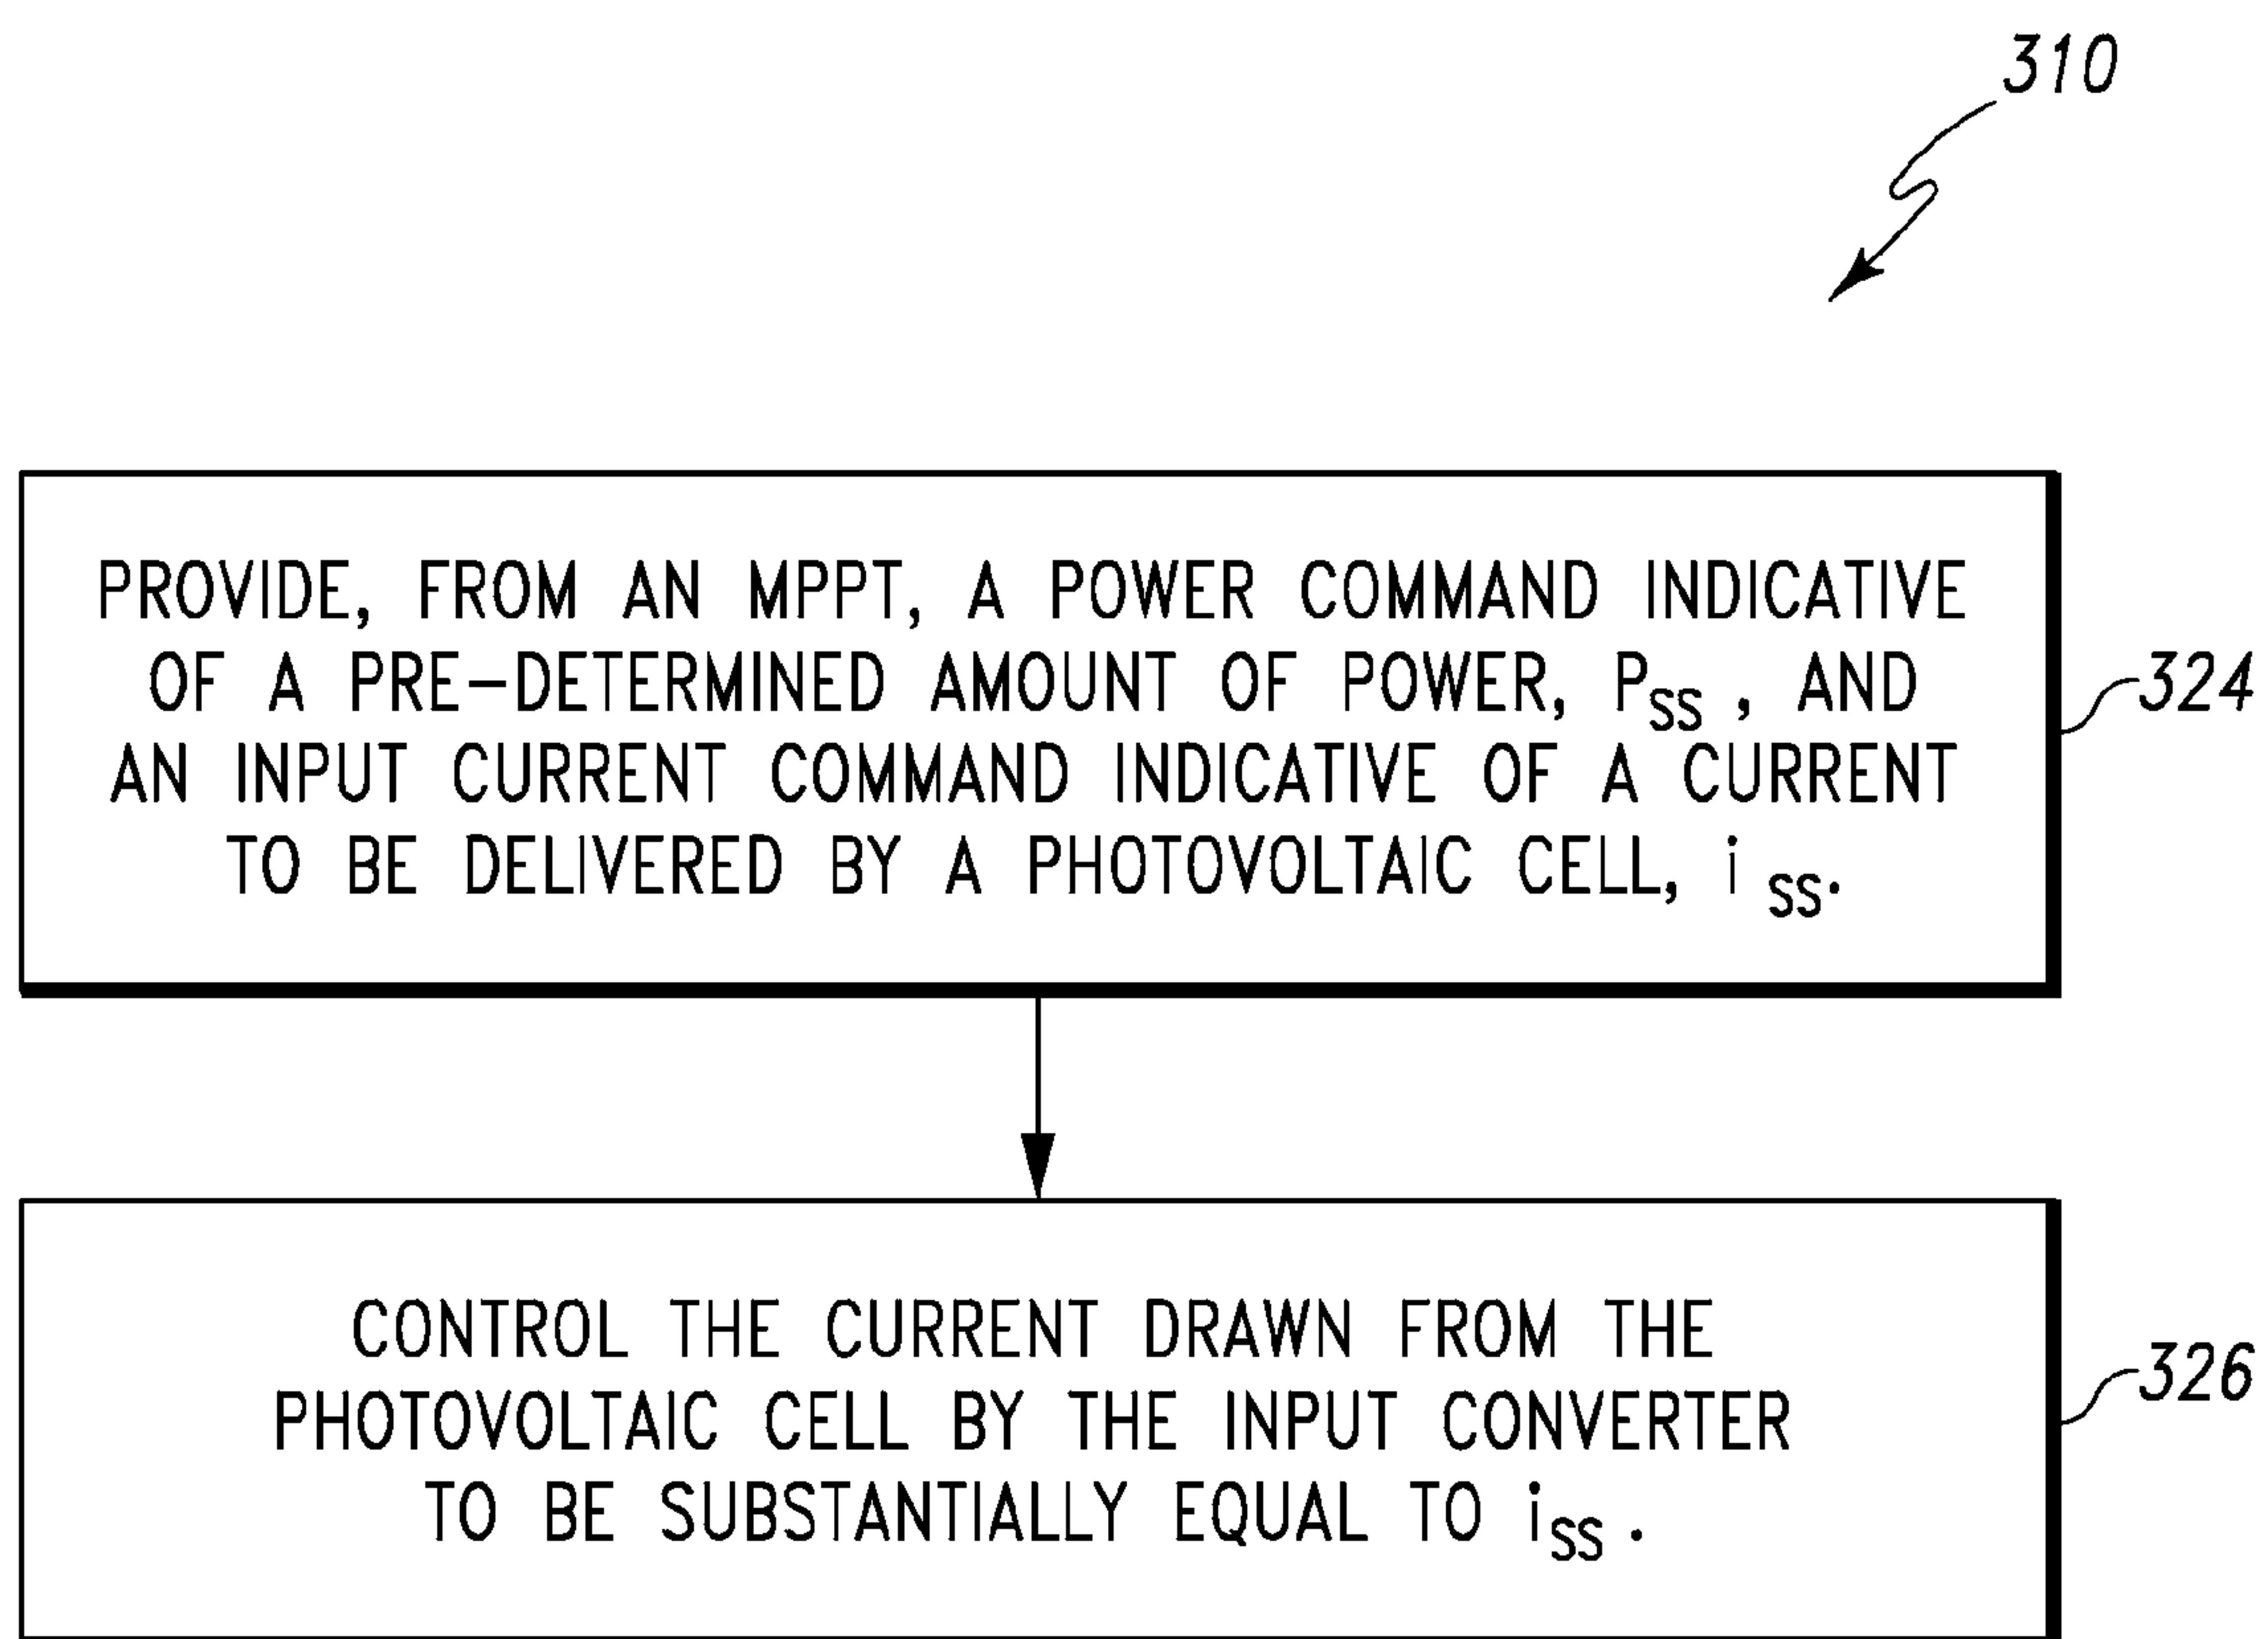 310
PROVIDE, FROM AN MPPT, A POWER COMMAND INDICATIVE
OF A PRE-DETERMINED AMOUNT OF POWER, PSS, AND
AN INPUT CURRENT COMMAND INDICATIVE OF A CURRENT
TO BE DELIVERED BY A PHOTOVOLTAIC CELL, iSS.
324
CONTROL THE CURRENT DRAWN FROM THE
PHOTOVOLTAIC CELL BY THE INPUT CONVERTER
TO BE SUBSTANTIALLY EQUAL TO iSS.
326